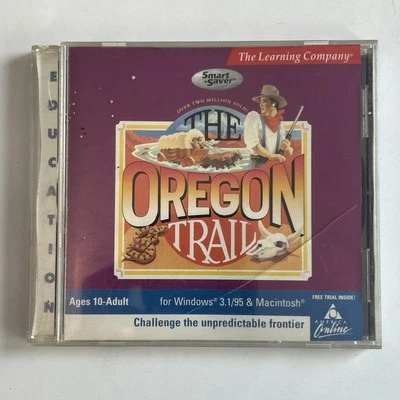 EDUCATION
The Learning Company®
Smart
Saver™
OVER TWO MILLION SOLD!
THE
OREGON
TRAIL
Ages 10-Adult
for Windows® 3.1/95 & Macintosh®
FREE TRIAL INSIDE!
Challenge the unpredictable frontier
AMERICA
Online